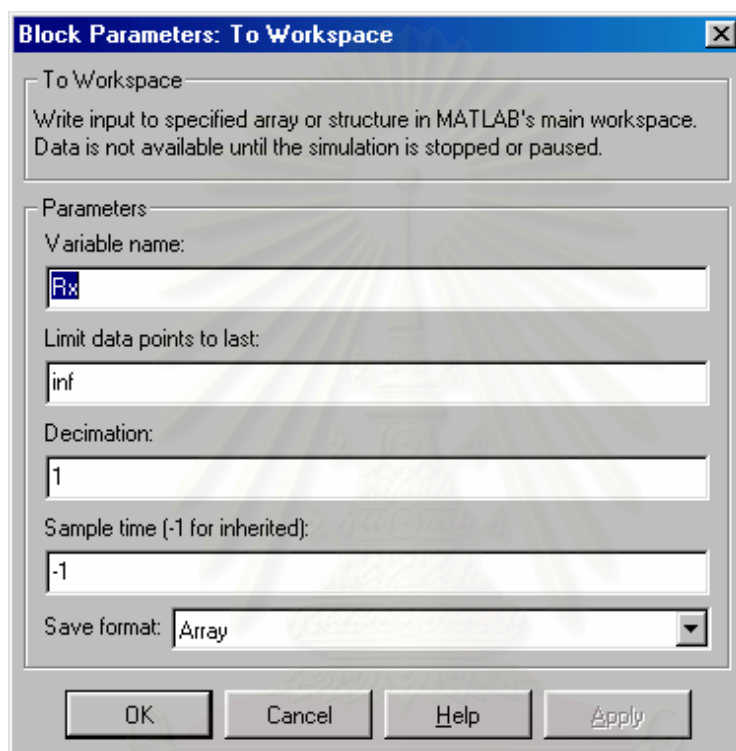 Block Parameters: To Workspace
To Workspace
Write input to specified array or structure in MATLAB's main workspace.
Data is not available until the simulation is stopped or paused.
Parameters
Variable name:
Rx
Limit data points to last:
inf
Decimation:
1
Sample time (-1 for inherited):
-1
Save format: Array
OK Cancel Help Apply